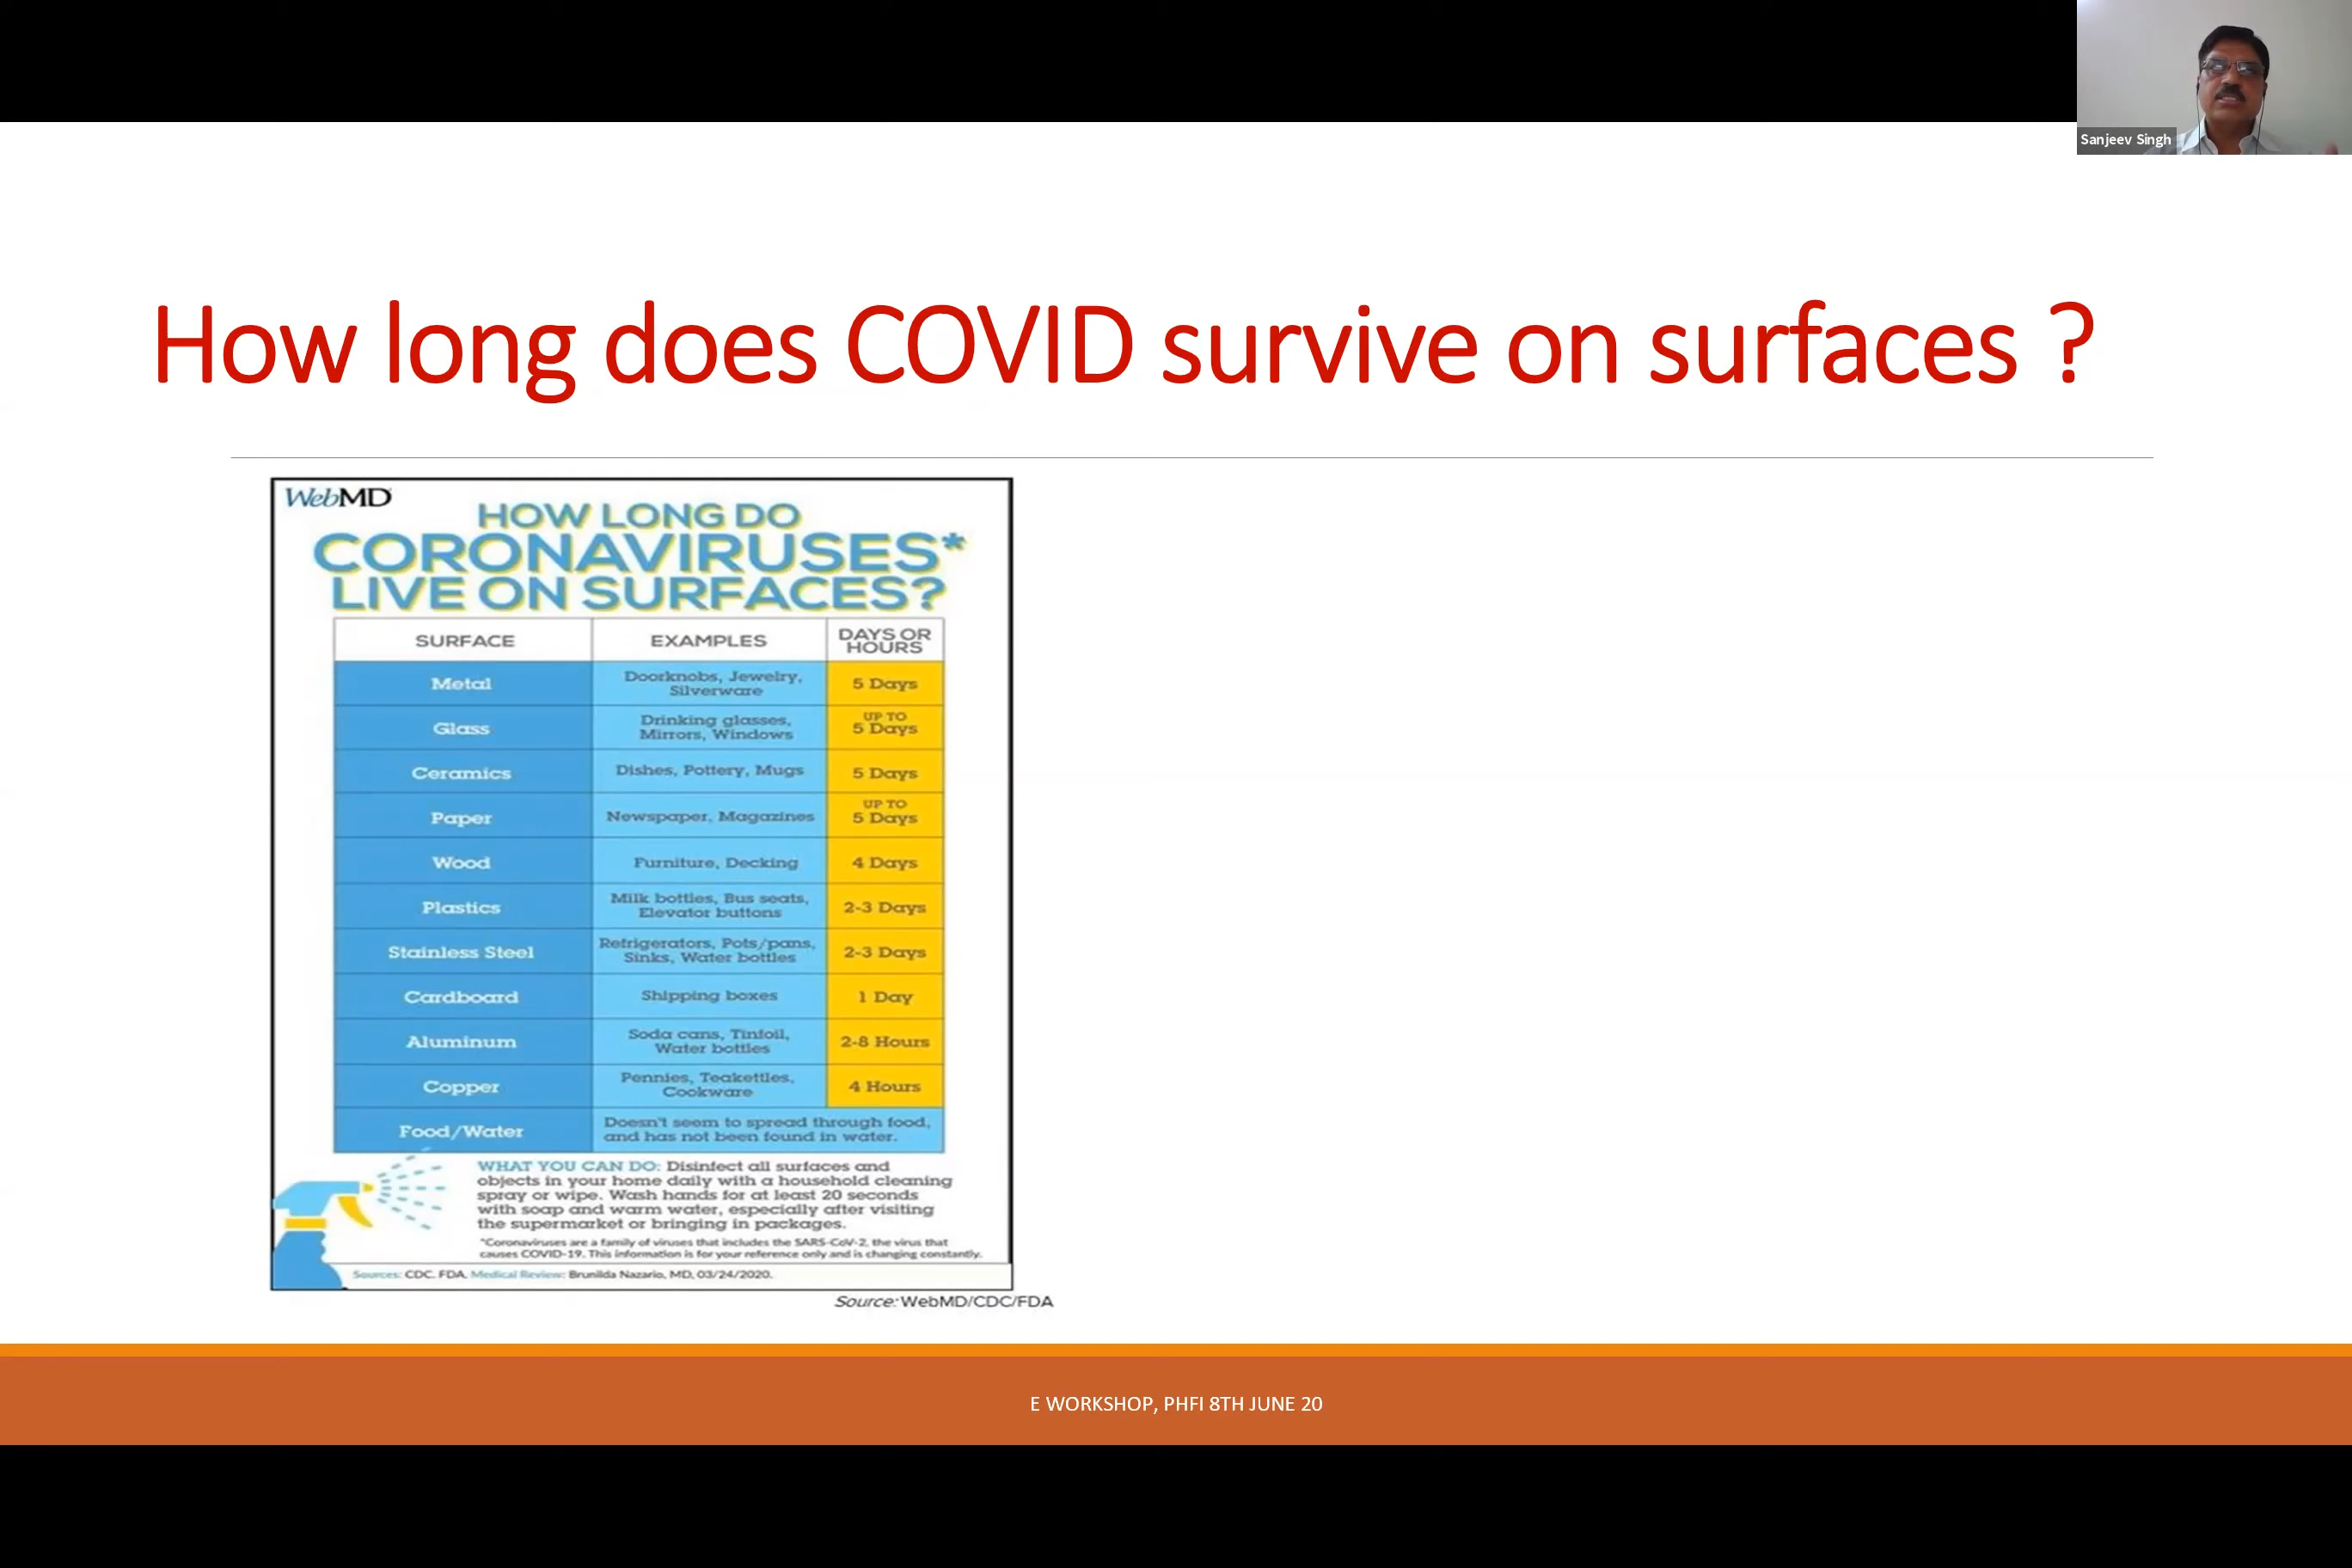 Sanjeev Singh
How long does COVID survive on surfaces ?
WebMD
HOW LONG DO
CORONAVIRUSES*
LIVE ON SURFACES?
SURFACE EXAMPLES DAYS OR
HOURS
Metal Doorknobs, Jewelry,
Silverware 5 Days
Glass Drinking glasses,
Mirrors, Windows UP TO
5 Days
Ceramics Dishes, Pottery, Mugs 5 Days
Paper Newspaper, Magazines UP TO
5 Days
Wood Furniture, Decking 4 Days
Plastics Milk bottles, Bus seats,
Elevator buttons 2-3 Days
Stainless Steel Refrigerators, Pots/pans,
Sinks, Water bottles 2-3 Days
Cardboard Shipping boxes 1 Day
Aluminum Soda cans, Tinfoil,
Water bottles 2-8 Hours
Copper Pennies, Teakettles,
Cookware 4 Hours
Food/Water Doesn't seem to spread through food,
and has not been found in water.
WHAT YOU CAN DO: Disinfect all surfaces and
objects in your home daily with a household cleaning
spray or wipe. Wash hands for at least 20 seconds
with soap and warm water, especially after visiting
the supermarket or bringing in packages.
*Coronaviruses are a family of viruses that includes the SARS-CoV-2, the virus that
causes COVID-19. This information is for your reference only and is changing constantly.
Sources: CDC. FDA. Medical Review: Brunilda Nazario, MD, 03/24/2020.
Source: WebMD/CDC/FDA
E WORKSHOP, PHFI 8TH JUNE 20